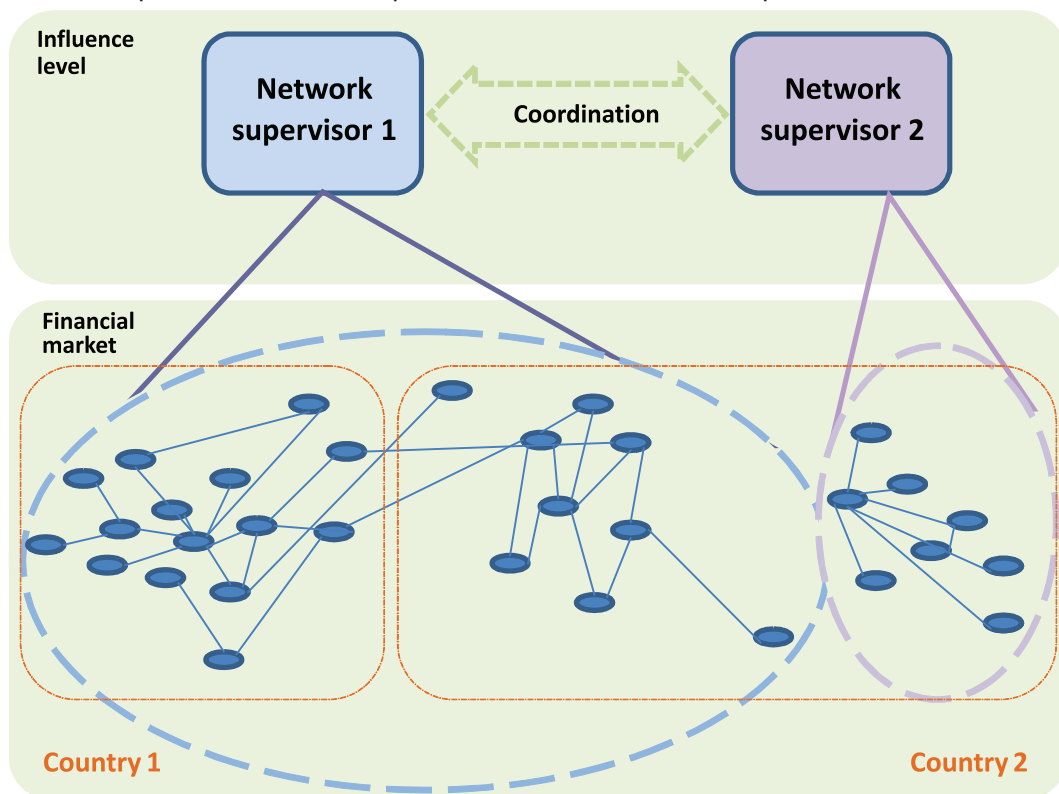 Influence
level
Network
supervisor 1
Coordination
Network
supervisor 2
Financial
market
Country 1
Country 2